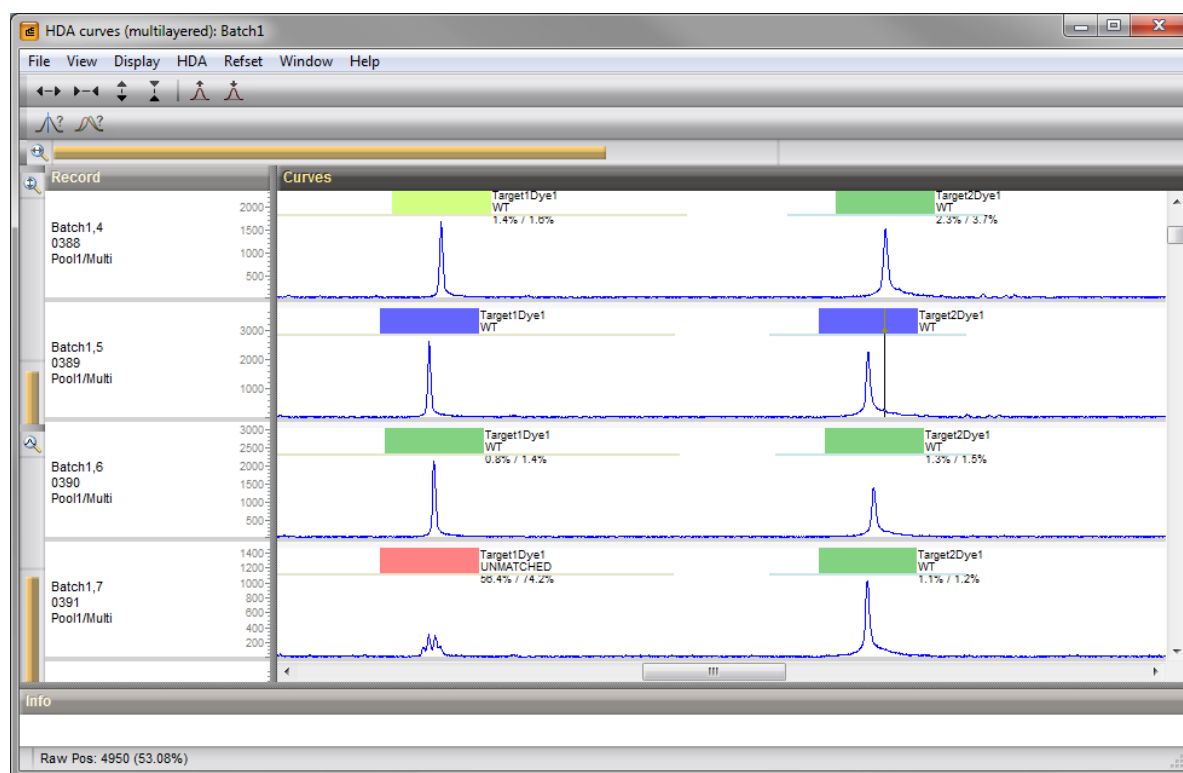 HDA curves (multilayered): Batch1
File View Display HDA Refset Window Help
Record
Curves
Batch1,4
0388
Pool1/Multi
2000
1500
1000
500
Target1Dye1
WT
1.4% / 1.6%
Target2Dye1
WT
2.3% / 3.7%
Batch1,5
0389
Pool1/Multi
3000
2000
1000
Target1Dye1
WT
Target2Dye1
WT
Batch1,6
0390
Pool1/Multi
3000
2500
2000
1500
1000
500
Target1Dye1
WT
0.8% / 1.4%
Target2Dye1
WT
1.3% / 1.5%
Batch1,7
0391
Pool1/Multi
1400
1200
1000
800
600
400
200
Target1Dye1
UNMATCHED
56.4% / 74.2%
Target2Dye1
WT
1.1% / 1.2%
Info
Raw Pos: 4950 (53.08%)